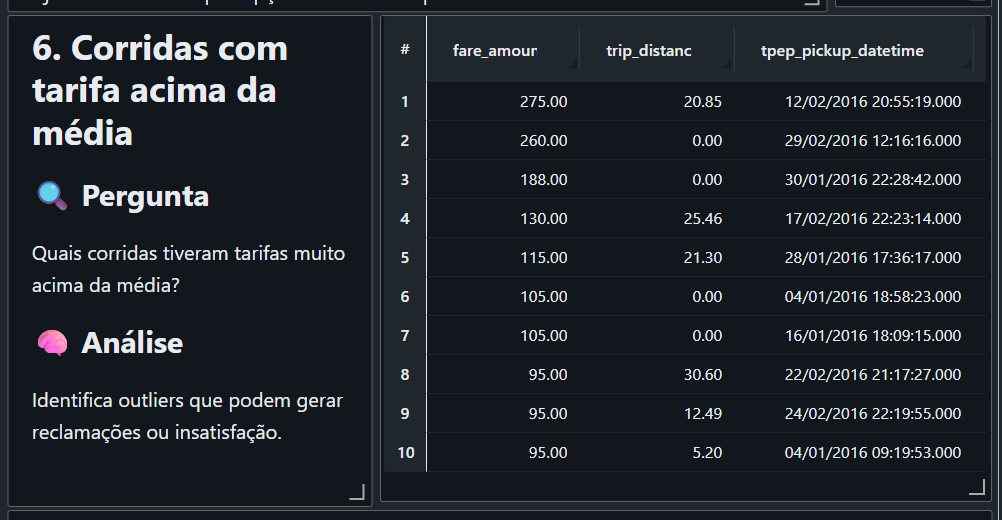 6. Corridas com
tarifa acima da
média
Pergunta
Quais corridas tiveram tarifas muito
acima da média?
Análise
Identifica outliers que podem gerar
reclamações ou insatisfação.
# fare_amour trip_distanc tpep_pickup_datetime
1 275.00 20.85 12/02/2016 20:55:19.000
2 260.00 0.00 29/02/2016 12:16:16.000
3 188.00 0.00 30/01/2016 22:28:42.000
4 130.00 25.46 17/02/2016 22:23:14.000
5 115.00 21.30 28/01/2016 17:36:17.000
6 105.00 0.00 04/01/2016 18:58:23.000
7 105.00 0.00 16/01/2016 18:09:15.000
8 95.00 30.60 22/02/2016 21:17:27.000
9 95.00 12.49 24/02/2016 22:19:55.000
10 95.00 5.20 04/01/2016 09:19:53.000